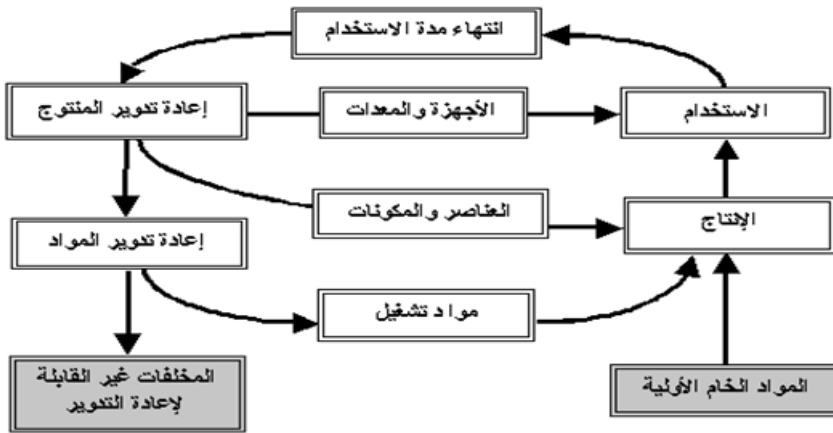 انتهاء مدة الاستخدام
الاستخدام
الأجهزة والمعدات
إعادة تدوير المنتوج
الإنتاج
العناصر والمكونات
إعادة تدوير المواد
مواد تشغيل
المواد الخام الأولية
المخلفات غير القابلة
لإعادة التدوير